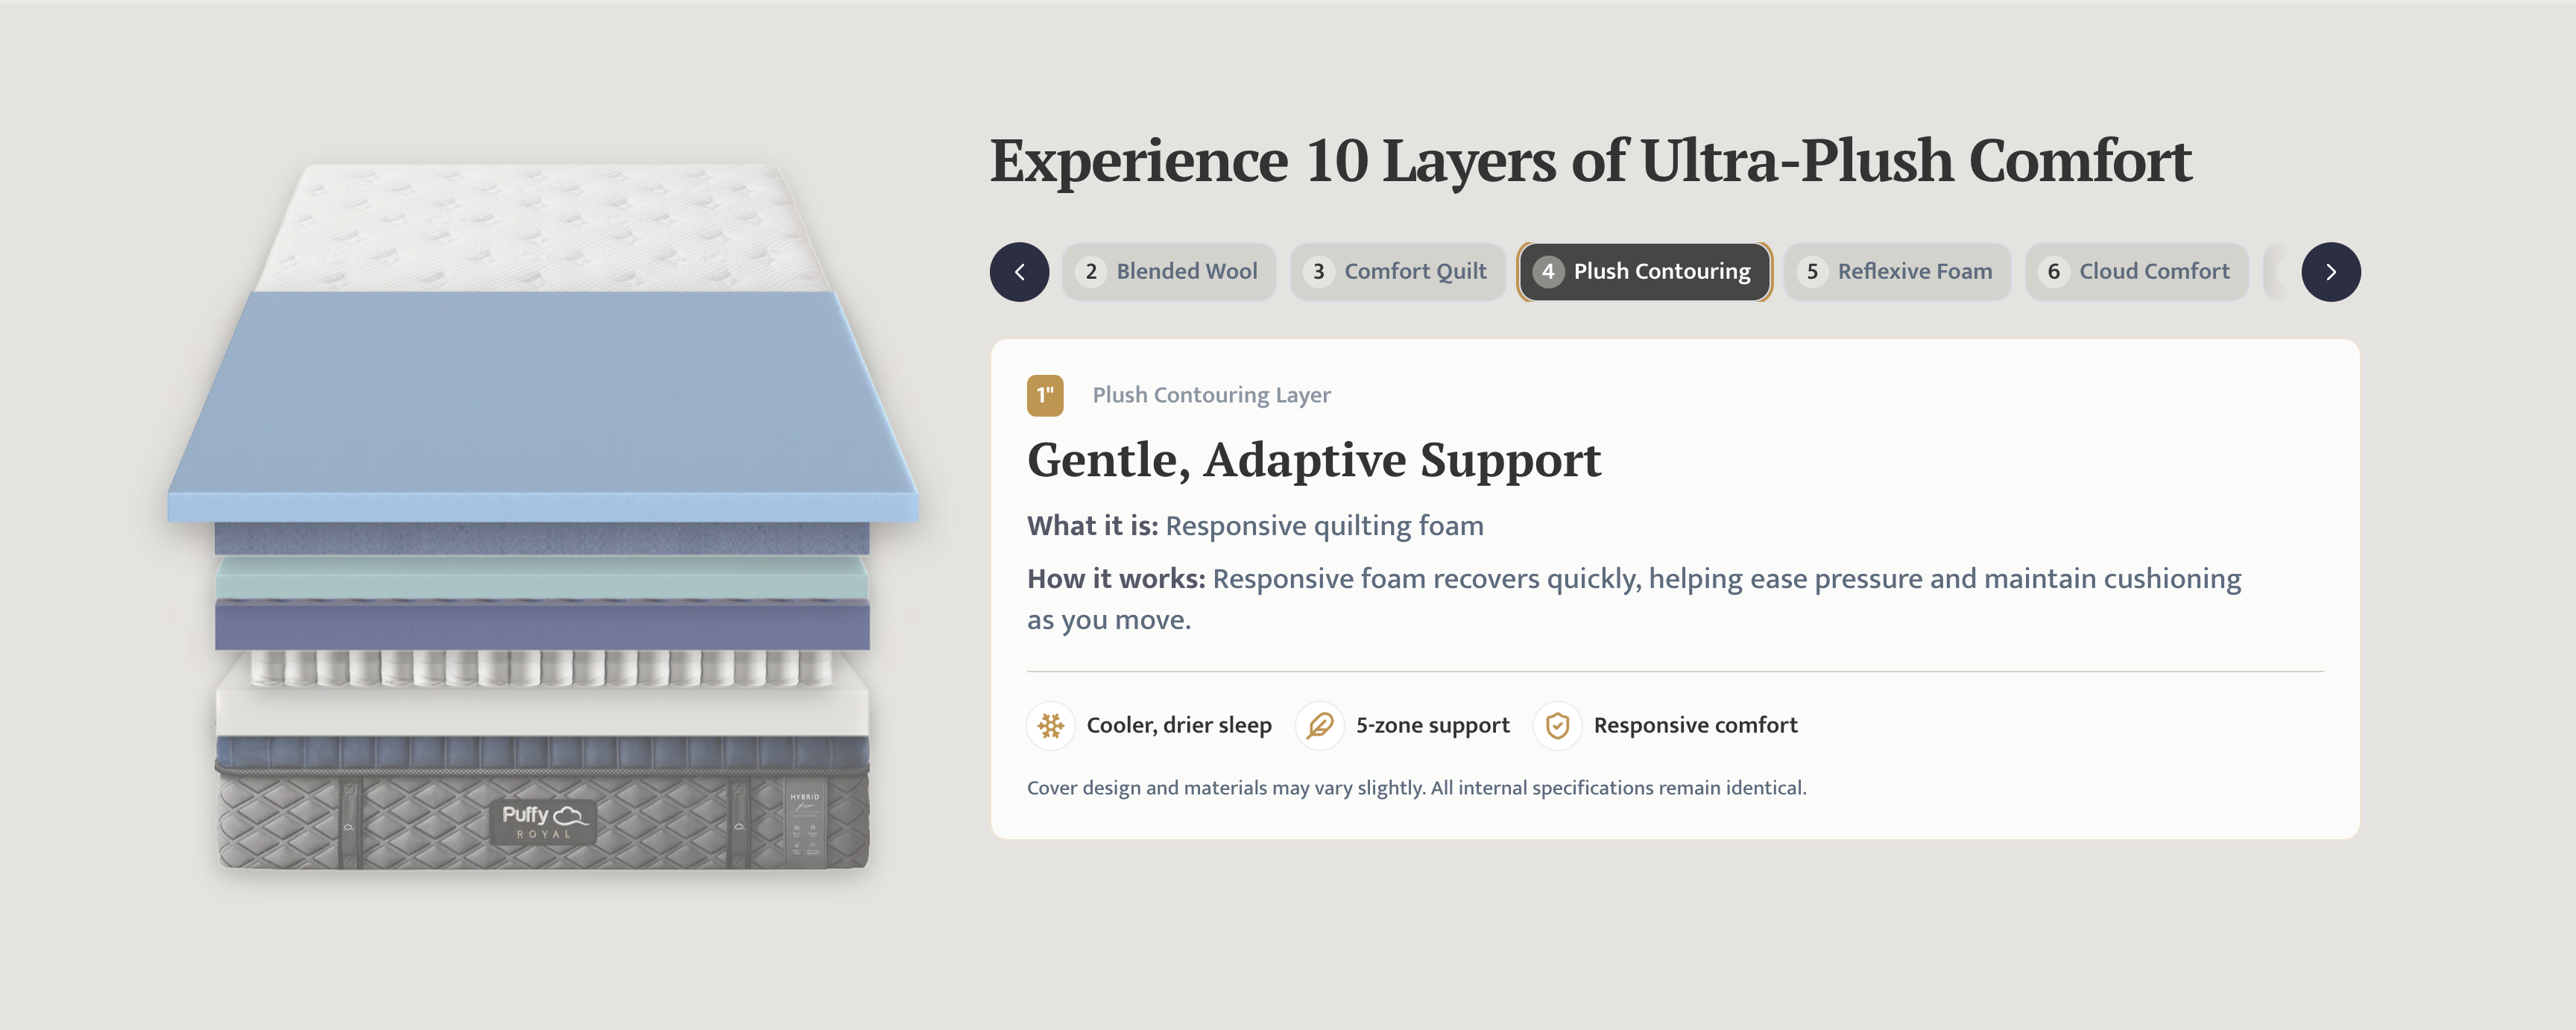 Experience 10 Layers of Ultra-Plush Comfort
2 Blended Wool 3 Comfort Quilt 4 Plush Contouring 5 Reflexive Foam 6 Cloud Comfort
1" Plush Contouring Layer
Gentle, Adaptive Support
What it is: Responsive quilting foam
How it works: Responsive foam recovers quickly, helping ease pressure and maintain cushioning
as you move.
Cooler, drier sleep 5-zone support Responsive comfort
Cover design and materials may vary slightly. All internal specifications remain identical.
HYBRID
Puffy
ROYAL